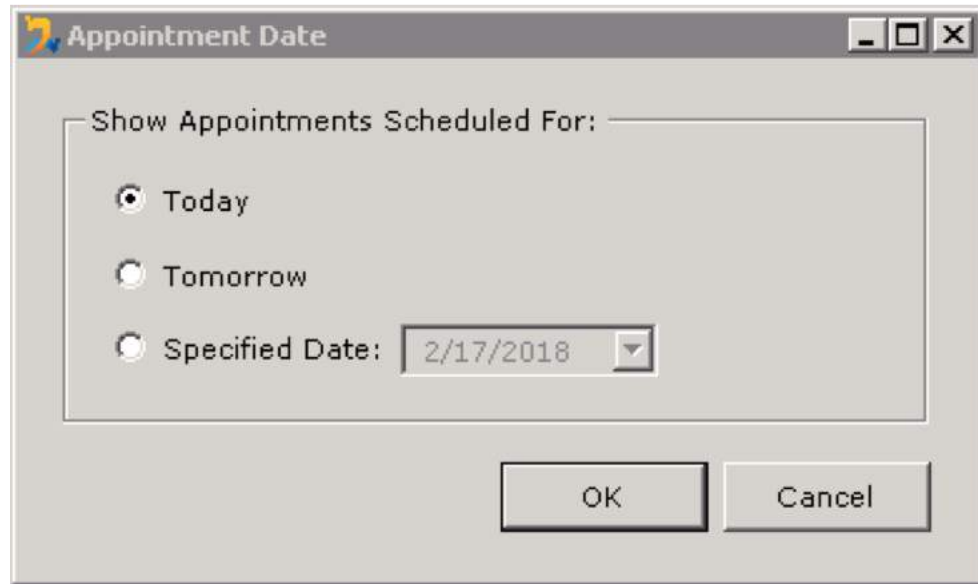 Appointment Date
Show Appointments Scheduled For:
Today
Tomorrow
Specified Date: 2/17/2018
OK Cancel